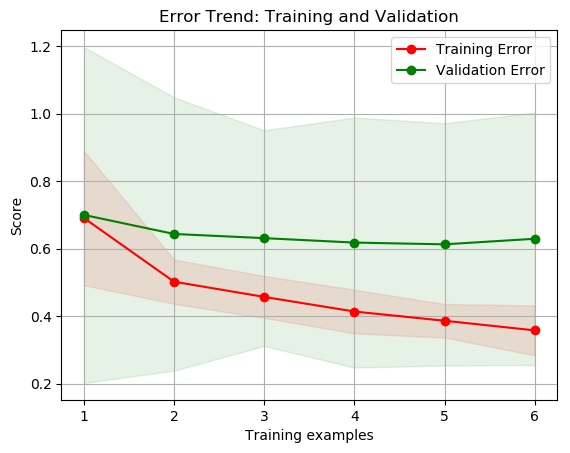 Error Trend: Training and Validation
Training Error
Validation Error
Score
1.2
1.0
0.8
0.6
0.4
0.2
1 2 3 4 5 6
Training examples